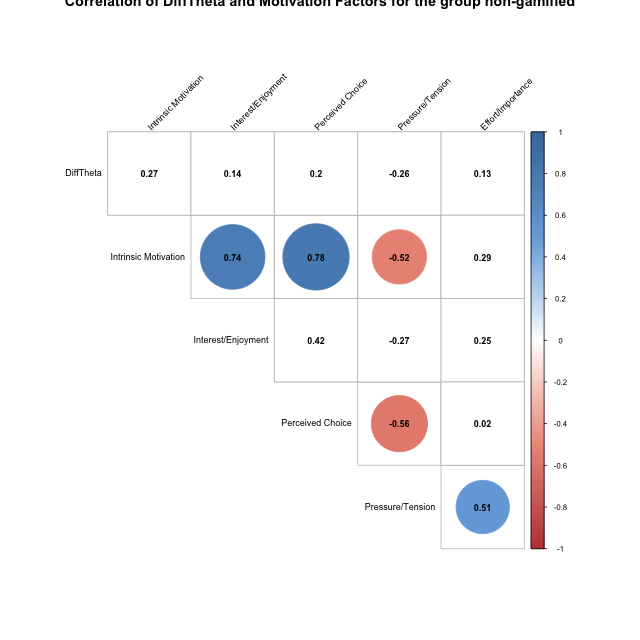 Correlation of DiffTheta and Motivation Factors for the group non-gamified
Intrinsic Motivation
Interest/Enjoyment
Perceived Choice
Pressure/Tension
Effort/Importance
DiffTheta 0.27 0.14 0.2 -0.26 0.13
Intrinsic Motivation 0.74 0.78 -0.52 0.29
Interest/Enjoyment 0.42 -0.27 0.25
Perceived Choice -0.56 0.02
Pressure/Tension 0.51
1
0.8
0.6
0.4
0.2
0
-0.2
-0.4
-0.6
-0.8
-1